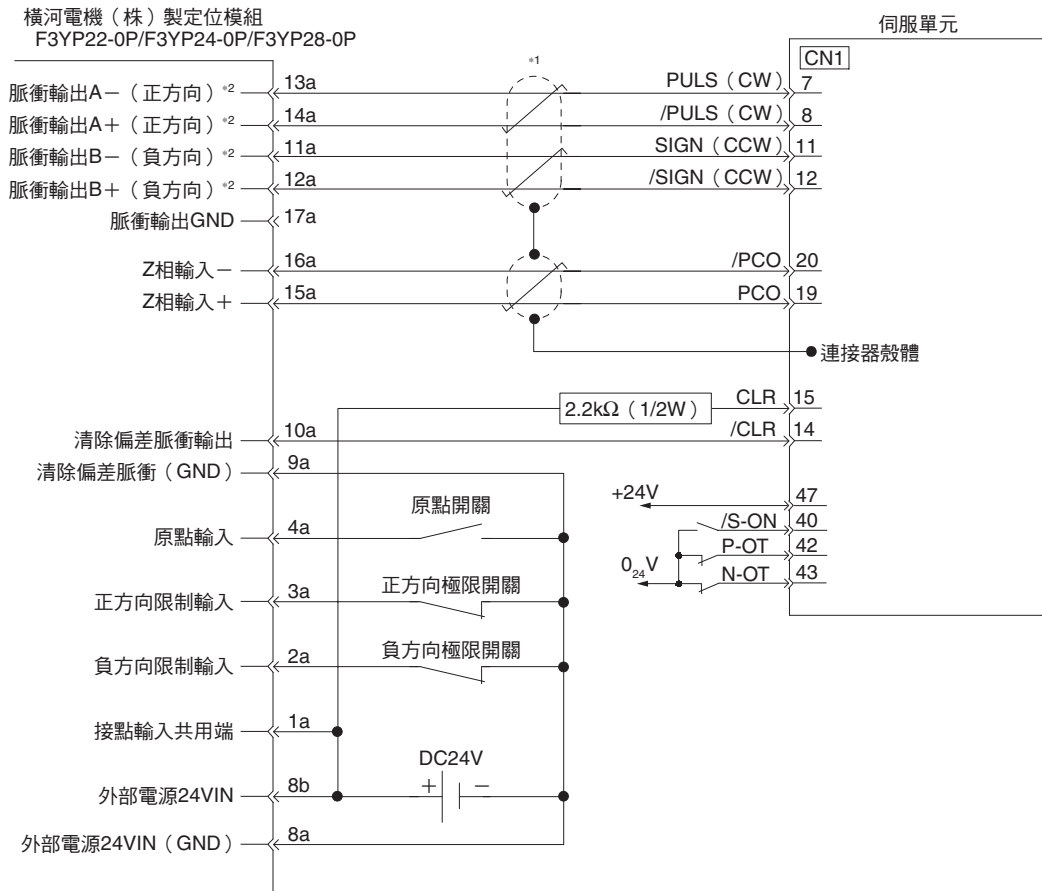 橫河電機（株）製定位模組
F3YP22-0P/F3YP24-0P/F3YP28-0P
伺服單元
CN1
*1
脈衝輸出A－（正方向）*2 13a PULS（CW） 7
脈衝輸出A＋（正方向）*2 14a /PULS（CW） 8
脈衝輸出B－（負方向）*2 11a SIGN（CCW） 11
脈衝輸出B＋（負方向）*2 12a /SIGN（CCW） 12
脈衝輸出GND 17a
Z相輸入－ 16a /PCO 20
Z相輸入＋ 15a PCO 19
連接器殼體
2.2kΩ（1/2W） CLR 15
清除偏差脈衝輸出 10a /CLR 14
清除偏差脈衝（GND） 9a
+24V 47
原點開關
/S-ON 40
原點輸入 4a
P-OT 42
0₂₄V N-OT 43
正方向極限開關
正方向限制輸入 3a
負方向極限開關
負方向限制輸入 2a
接點輸入共用端 1a
DC24V
外部電源24VIN 8b ＋ －
外部電源24VIN（GND） 8a